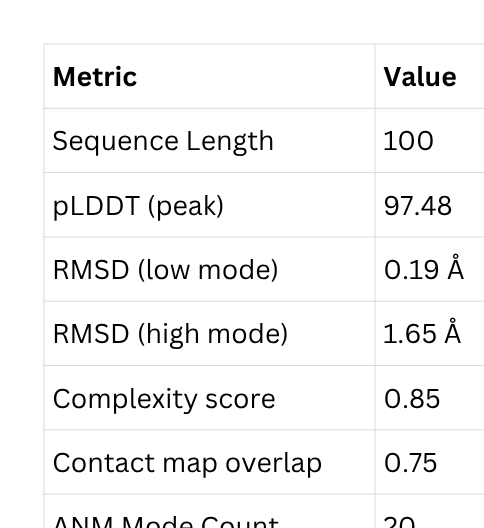 Metric Value
Sequence Length 100
pLDDT (peak) 97.48
RMSD (low mode) 0.19 Å
RMSD (high mode) 1.65 Å
Complexity score 0.85
Contact map overlap 0.75
ANM Mode Count 20